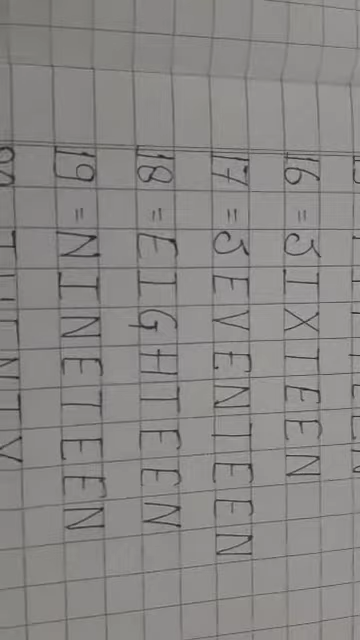 16 = SIXTEEN
17 = SEVENTEEN
18 = EIGHTEEN
19 = NINETEEN